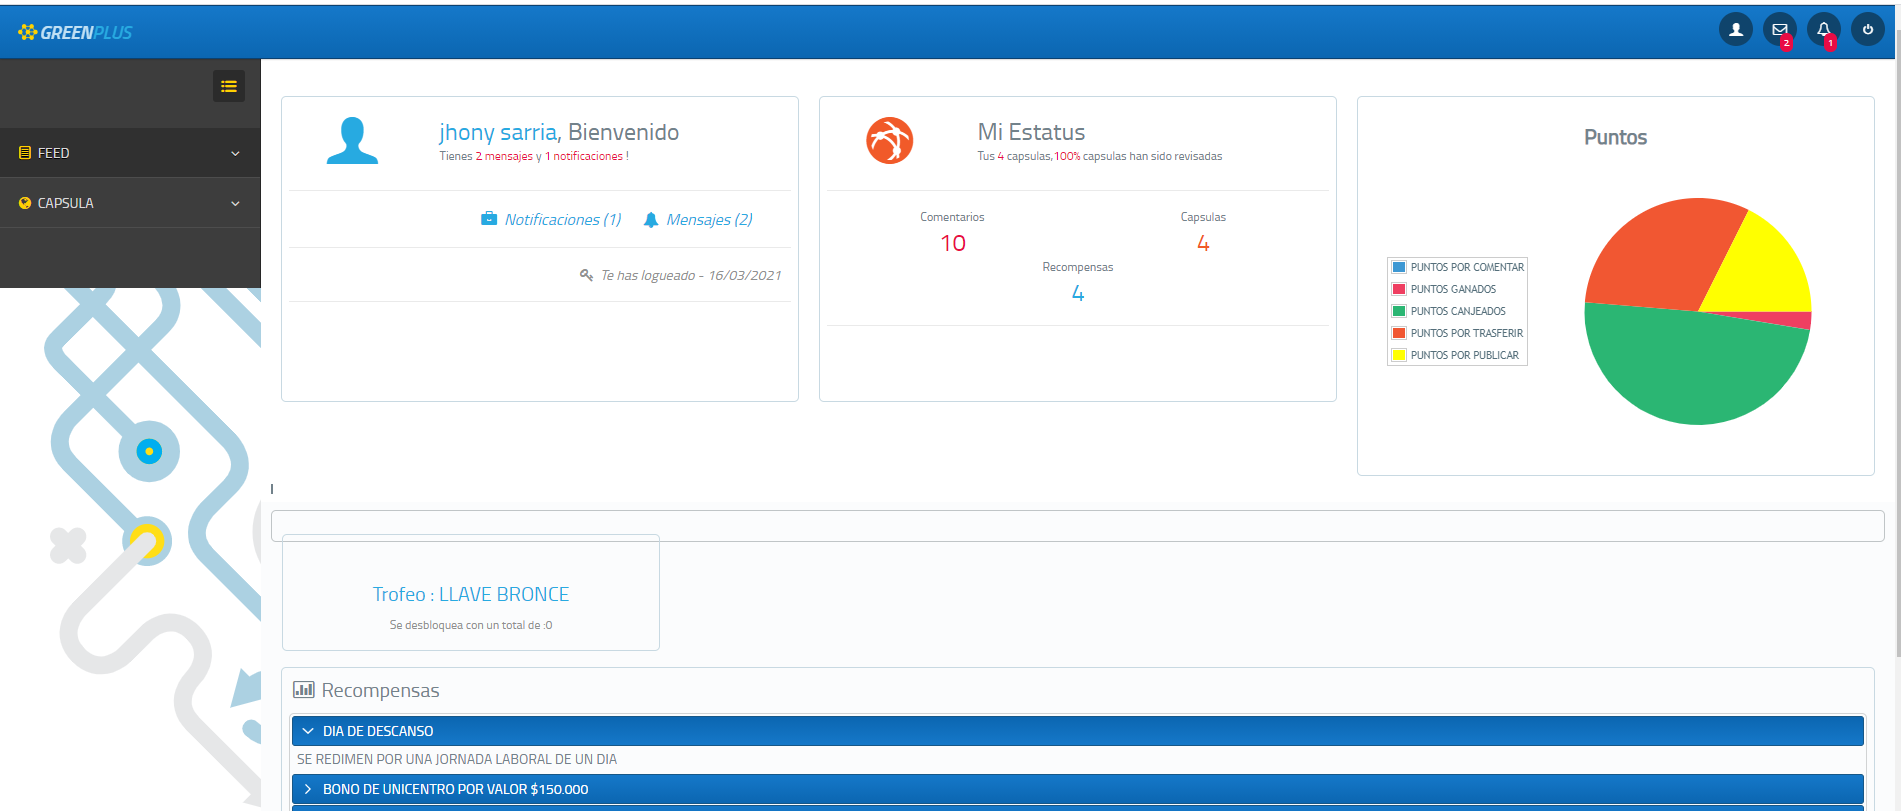 GREENPLUS
2
1
FEED
CAPSULA
jhony sarria, Bienvenido
Tienes 2 mensajes y 1 notificaciones !
Notificaciones (1) Mensajes (2)
Te has logueado - 16/03/2021
Mi Estatus
Tus 4 capsulas,100% capsulas han sido revisadas
Comentarios
10
Capsulas
4
Recompensas
4
Puntos
PUNTOS POR COMENTAR
PUNTOS GANADOS
PUNTOS CANJEADOS
PUNTOS POR TRASFERIR
PUNTOS POR PUBLICAR
I
Trofeo : LLAVE BRONCE
Se desbloquea con un total de :0
Recompensas
DIA DE DESCANSO
SE REDIMEN POR UNA JORNADA LABORAL DE UN DIA
BONO DE UNICENTRO POR VALOR $150.000